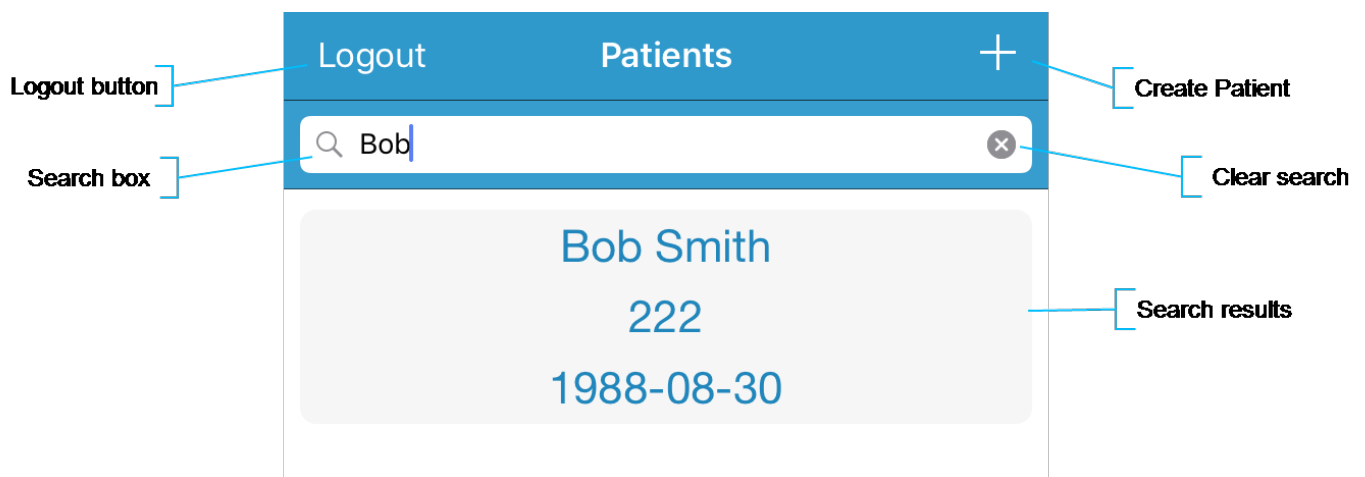 Logout
Patients
Logout button
Create Patient
Bob
Search box
Clear search
Bob Smith
222
Search results
1988-08-30